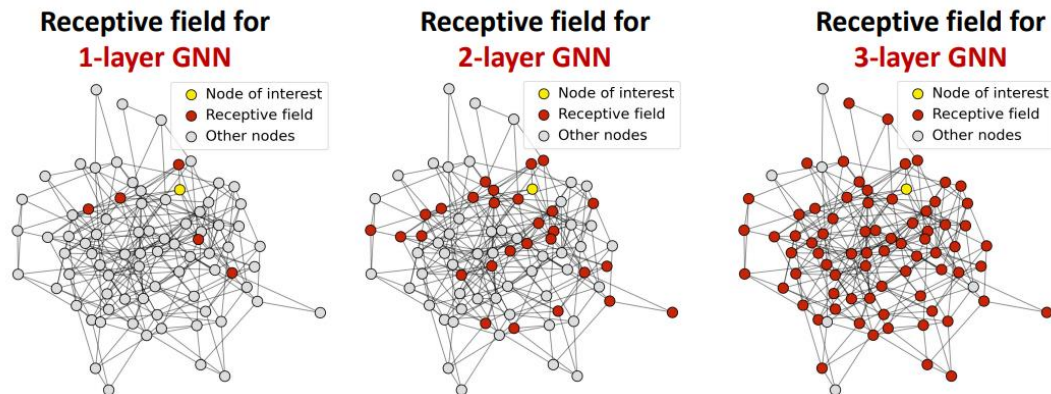 Receptive field for
1-layer GNN
Node of interest
Receptive field
Other nodes
Receptive field for
2-layer GNN
Node of interest
Receptive field
Other nodes
Receptive field for
3-layer GNN
Node of interest
Receptive field
Other nodes